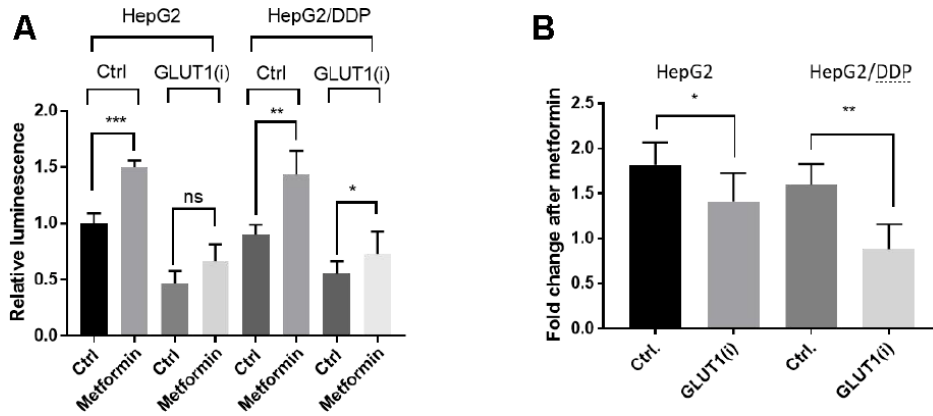 A
HepG2
HepG2/DDP
Ctrl
GLUT1(i)
Ctrl
GLUT1(i)
Relative luminescence
2.0
1.5
1.0
0.5
0.0
***
ns
**
*
Ctrl
Metformin
Ctrl
Metformin
Ctrl
Metformin
Ctrl
Metformin
B
HepG2
HepG2/DDP
Fold change after metformin
2.5
2.0
1.5
1.0
0.5
0.0
*
**
Ctrl.
GLUT1(i)
Ctrl.
GLUT1(i)